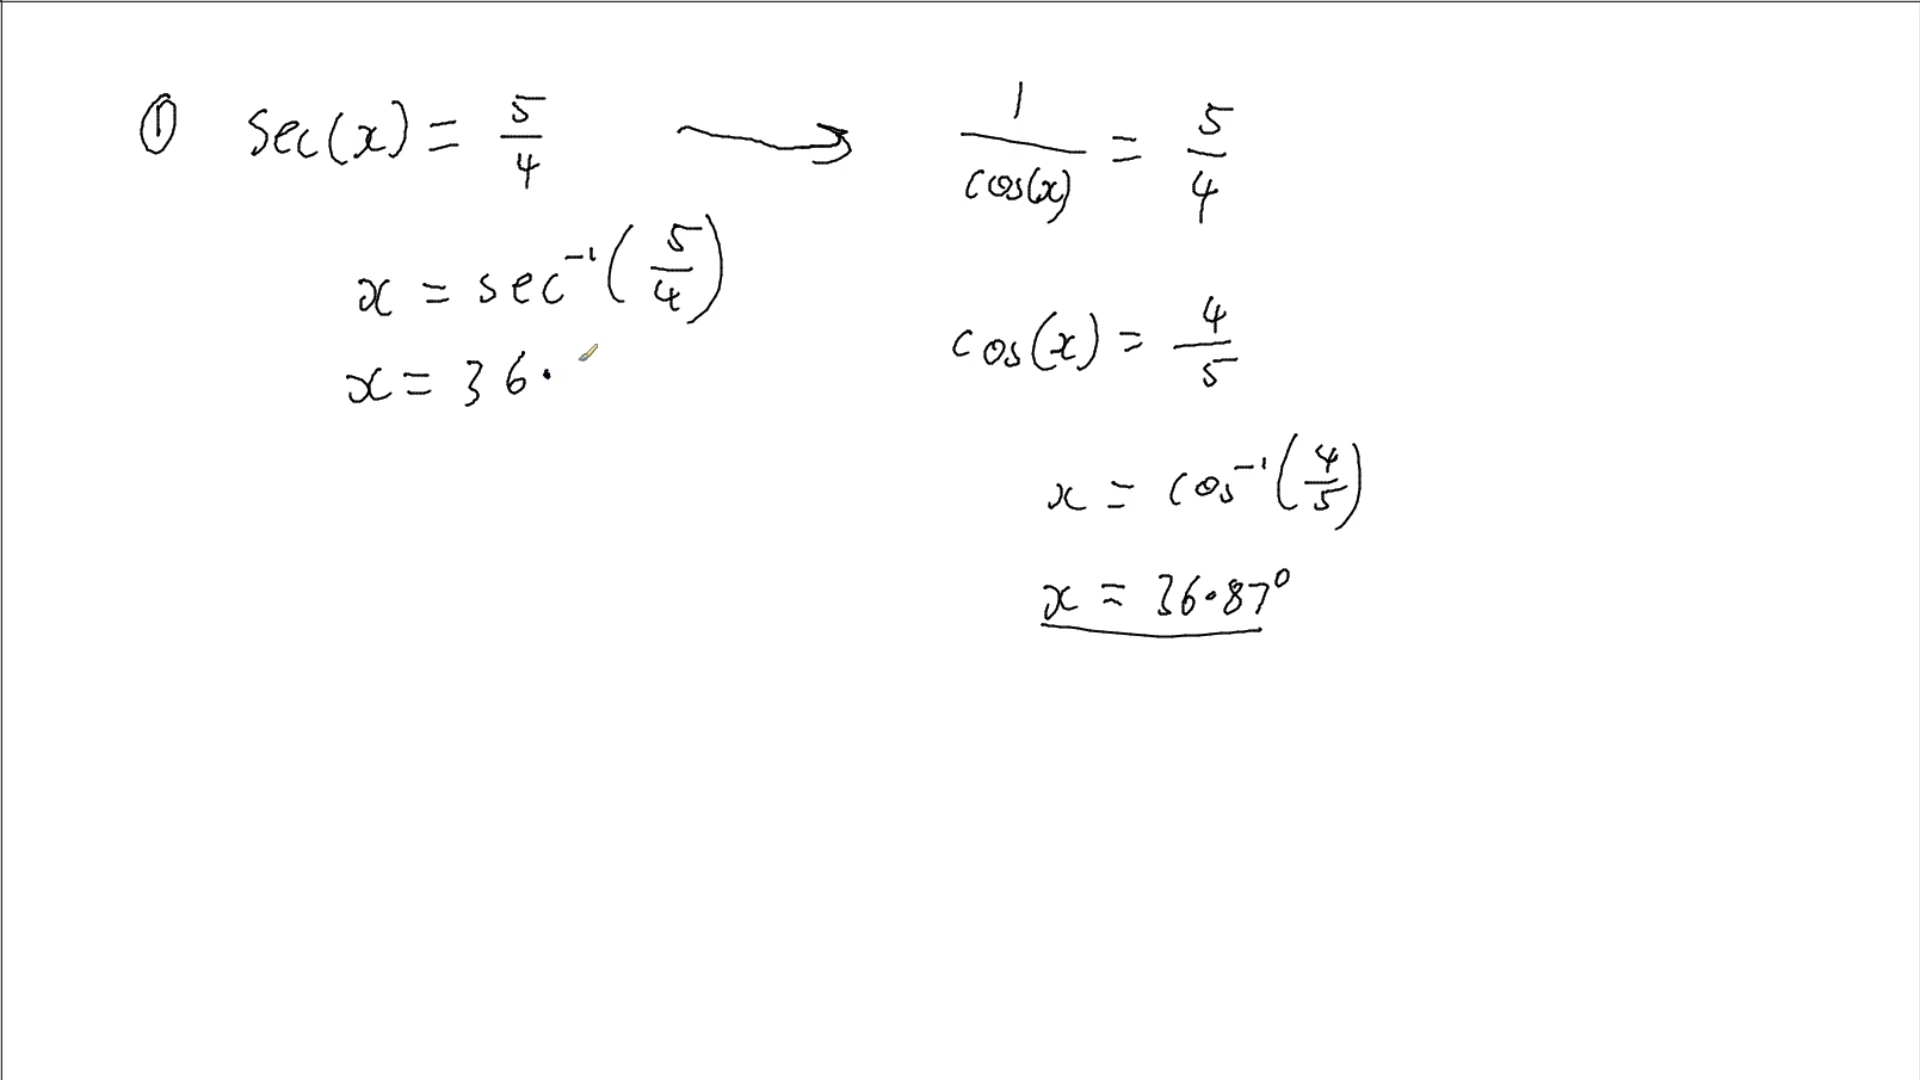 ① sec(x) = 5/4 → 1/cos(x) = 5/4
x = sec⁻¹(5/4)
x = 36.
cos(x) = 4/5
x = cos⁻¹(4/5)
x = 36.87°